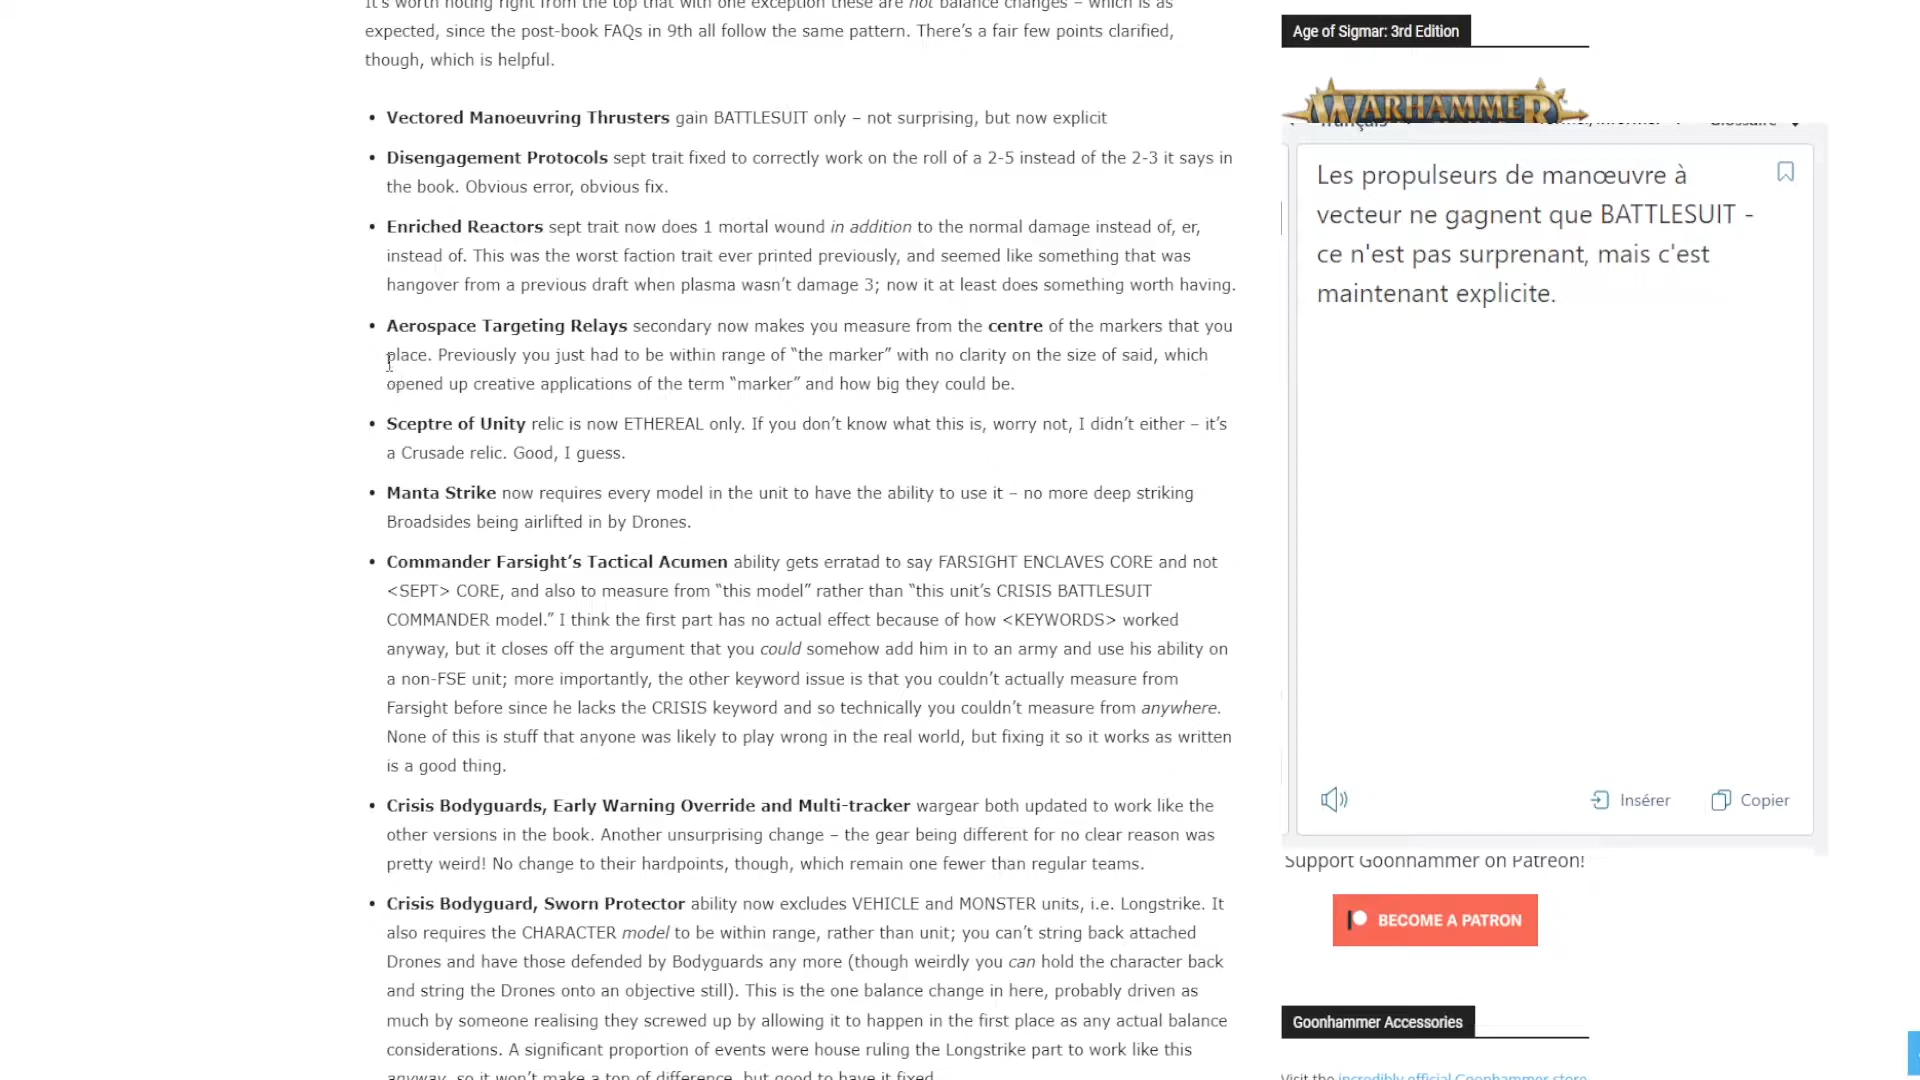 It's worth noting right from the top that with one exception these are not balance changes – which is as
expected, since the post-book FAQs in 9th all follow the same pattern. There's a fair few points clarified,
though, which is helpful.
• Vectored Manoeuvring Thrusters gain BATTLESUIT only – not surprising, but now explicit
• Disengagement Protocols sept trait fixed to correctly work on the roll of a 2-5 instead of the 2-3 it says in
the book. Obvious error, obvious fix.
• Enriched Reactors sept trait now does 1 mortal wound in addition to the normal damage instead of, er,
instead of. This was the worst faction trait ever printed previously, and seemed like something that was
hangover from a previous draft when plasma wasn't damage 3; now it at least does something worth having.
• Aerospace Targeting Relays secondary now makes you measure from the centre of the markers that you
place. Previously you just had to be within range of “the marker” with no clarity on the size of said, which
opened up creative applications of the term “marker” and how big they could be.
• Sceptre of Unity relic is now ETHEREAL only. If you don't know what this is, worry not, I didn't either – it's
a Crusade relic. Good, I guess.
• Manta Strike now requires every model in the unit to have the ability to use it – no more deep striking
Broadsides being airlifted in by Drones.
• Commander Farsight's Tactical Acumen ability gets erratad to say FARSIGHT ENCLAVES CORE and not
<SEPT> CORE, and also to measure from “this model” rather than “this unit's CRISIS BATTLESUIT
COMMANDER model.” I think the first part has no actual effect because of how <KEYWORDS> worked
anyway, but it closes off the argument that you could somehow add him in to an army and use his ability on
a non-FSE unit; more importantly, the other keyword issue is that you couldn't actually measure from
Farsight before since he lacks the CRISIS keyword and so technically you couldn't measure from anywhere.
None of this is stuff that anyone was likely to play wrong in the real world, but fixing it so it works as written
is a good thing.
• Crisis Bodyguards, Early Warning Override and Multi-tracker wargear both updated to work like the
other versions in the book. Another unsurprising change – the gear being different for no clear reason was
pretty weird! No change to their hardpoints, though, which remain one fewer than regular teams.
• Crisis Bodyguard, Sworn Protector ability now excludes VEHICLE and MONSTER units, i.e. Longstrike. It
also requires the CHARACTER model to be within range, rather than unit; you can't string back attached
Drones and have those defended by Bodyguards any more (though weirdly you can hold the character back
and string the Drones onto an objective still). This is the one balance change in here, probably driven as
much by someone realising they screwed up by allowing it to happen in the first place as any actual balance
considerations. A significant proportion of events were house ruling the Longstrike part to work like this
anyway, so it won't make a ton of difference, but good to have it fixed.
Age of Sigmar: 3rd Edition
WARHAMMER
français
Glossaire
Les propulseurs de manœuvre à
vecteur ne gagnent que BATTLESUIT -
ce n'est pas surprenant, mais c'est
maintenant explicite.
Insérer
Copier
Support Goonhammer on Patreon!
BECOME A PATRON
Goonhammer Accessories
Visit the incredibly official Goonhammer store